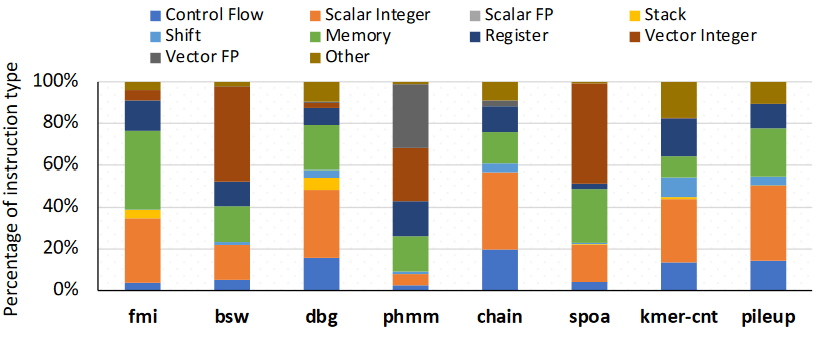 Control Flow Scalar Integer Scalar FP Stack
Shift Memory Register Vector Integer
Vector FP Other
Percentage of instruction type
100%
80%
60%
40%
20%
0%
fmi bsw dbg phmm chain spoa kmer-cnt pileup